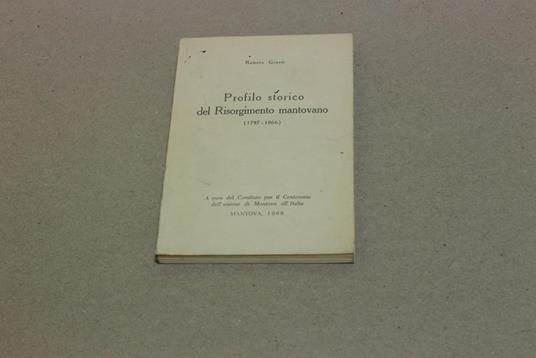 Renato Giusti
Profilo storico
del Risorgimento mantovano
(1797-1866)
A cura del Comitato per il Centenario
dell'unione di Mantova all'Italia
MANTOVA, 1966